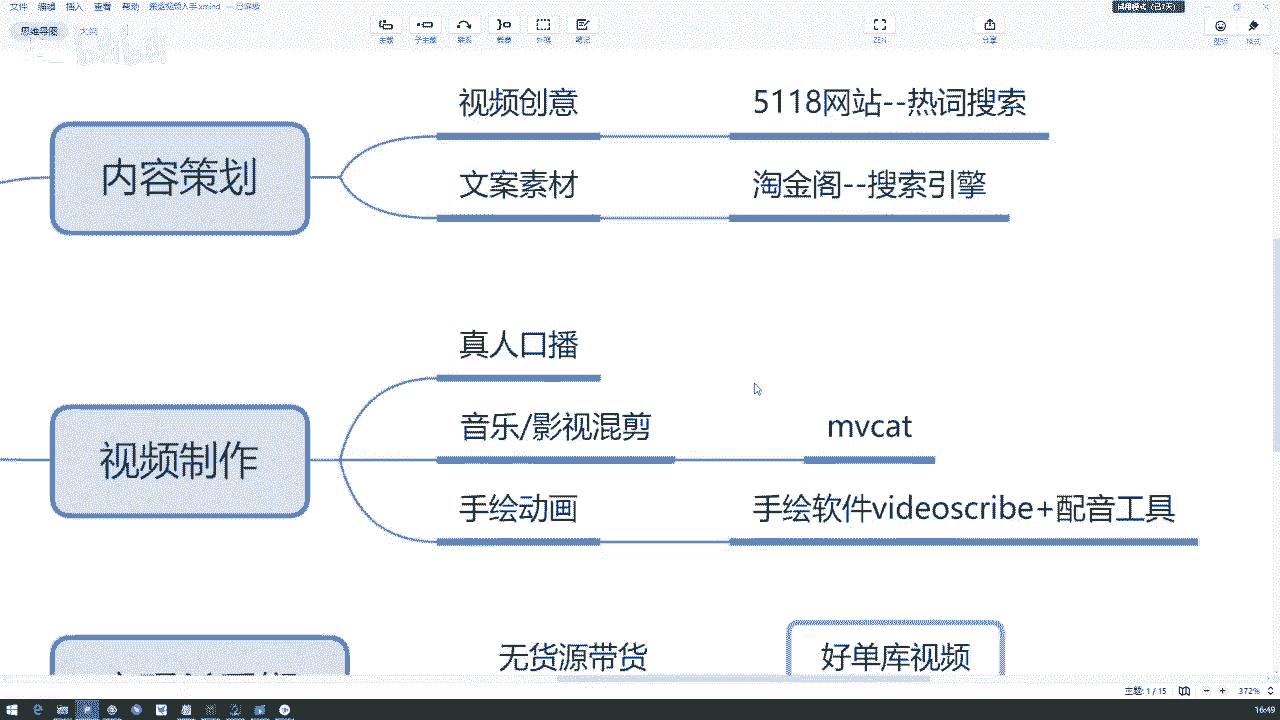 文件 编辑 插入 查看 帮助
思维导图 大纲
主题 子主题 联系 概要 外框 笔记 ZEN 分享 图标 格式
视频创意 5118网站--热词搜索
内容策划
文案素材 淘金阁--搜索引擎
真人口播
音乐/影视混剪 mvcat
视频制作
手绘动画 手绘软件videoscribe+配音工具
无货源带货 好单库视频
主题: 1 / 15 372%
16:49